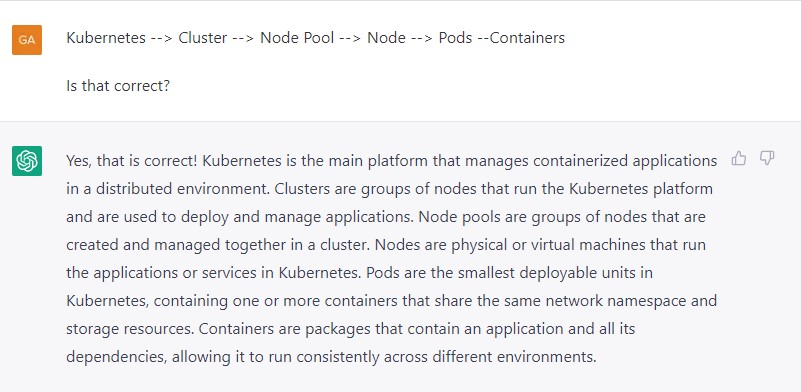 GA
Kubernetes --> Cluster --> Node Pool --> Node --> Pods --Containers
Is that correct?
Yes, that is correct! Kubernetes is the main platform that manages containerized applications
in a distributed environment. Clusters are groups of nodes that run the Kubernetes platform
and are used to deploy and manage applications. Node pools are groups of nodes that are
created and managed together in a cluster. Nodes are physical or virtual machines that run
the applications or services in Kubernetes. Pods are the smallest deployable units in
Kubernetes, containing one or more containers that share the same network namespace and
storage resources. Containers are packages that contain an application and all its
dependencies, allowing it to run consistently across different environments.